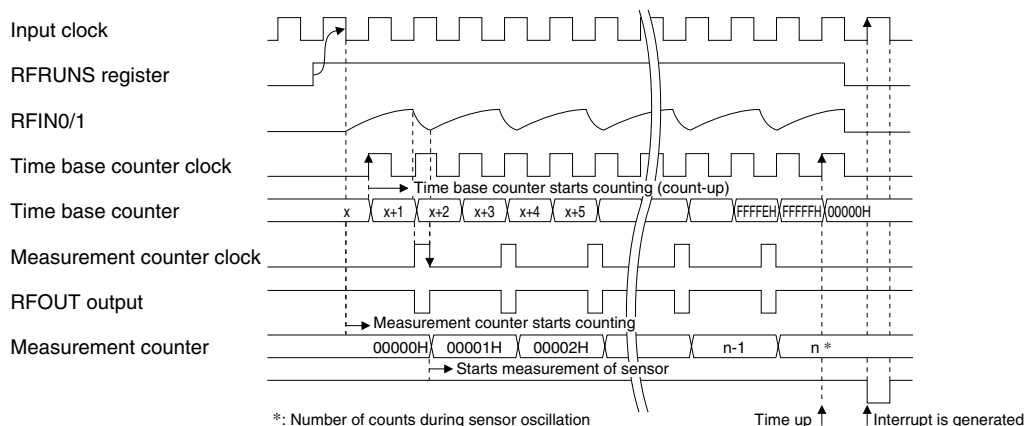 Input clock
RFRUNS register
RFIN0/1
Time base counter clock
Time base counter starts counting (count-up)
Time base counter x x+1 x+2 x+3 x+4 x+5 FFFFEH FFFFFH 00000H
Measurement counter clock
RFOUT output
Measurement counter starts counting
Measurement counter 00000H 00001H 00002H n-1 n *
Starts measurement of sensor
*: Number of counts during sensor oscillation Time up Interrupt is generated